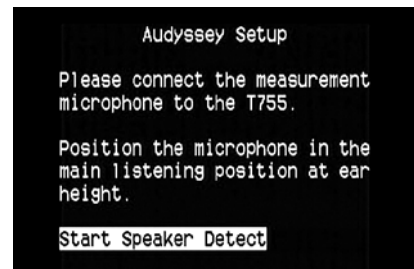 Audyssey Setup
Please connect the measurement
microphone to the T755.
Position the microphone in the
main listening position at ear
height.
Start Speaker Detect